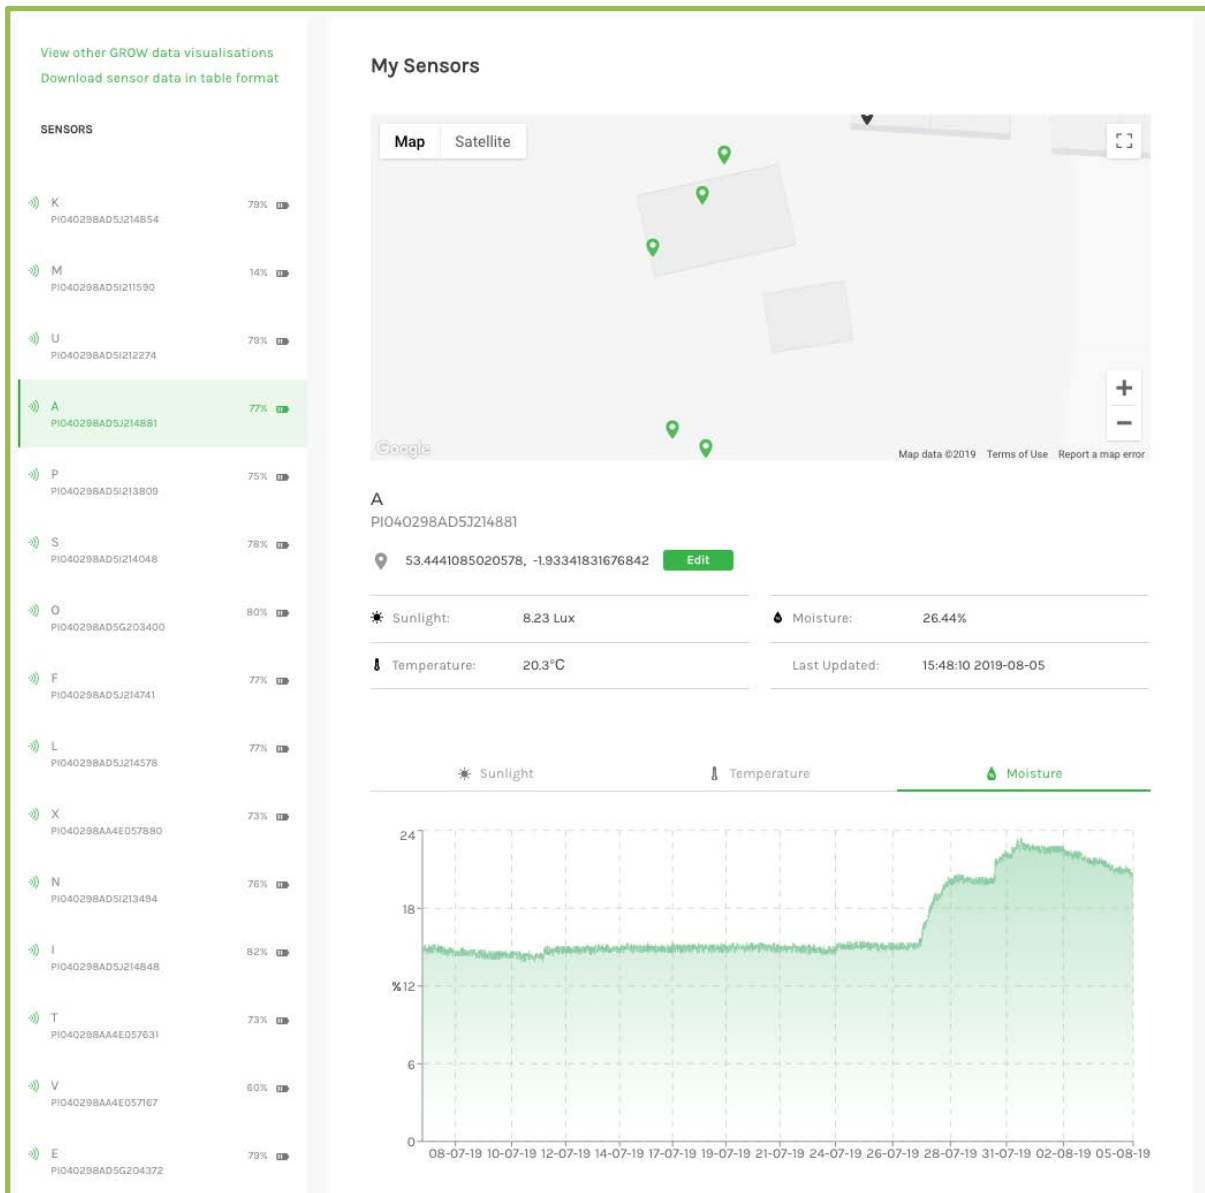 View other GROW data visualisations
Download sensor data in table format
SENSORS
K 79%
PI040298AD5J214854
M 14%
PI040298AD5I211590
U 79%
PI040298AD5I212274
A 77%
PI040298AD5J214881
P 75%
PI040298AD5I213809
S 78%
PI040298AD5I214048
O 80%
PI040298AD5G203400
F 77%
PI040298AD5J214741
L 77%
PI040298AD5J214578
X 73%
PI040298AA4E057880
N 76%
PI040298AD5I213494
I 82%
PI040298AD5J214848
T 73%
PI040298AA4E057631
V 60%
PI040298AA4E057167
E 79%
PI040298AD5G204372
My Sensors
Map Satellite
Google
Map data ©2019 Terms of Use Report a map error
A
PI040298AD5J214881
53.4441085020578, -1.93341831676842 Edit
Sunlight: 8.23 Lux Moisture: 26.44%
Temperature: 20.3°C Last Updated: 15:48:10 2019-08-05
Sunlight Temperature Moisture
24
18
% 12
6
0
08-07-19 10-07-19 12-07-19 14-07-19 17-07-19 19-07-19 21-07-19 24-07-19 26-07-19 28-07-19 31-07-19 02-08-19 05-08-19